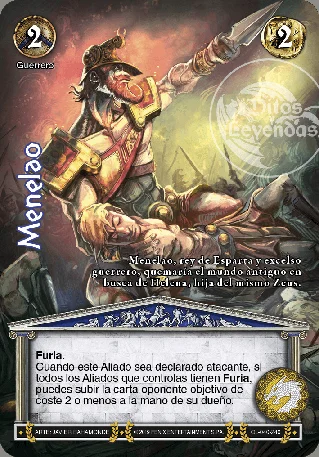 2
2
Guerrero
Mitos
Leyendas
Menelao
Menelao, rey de Esparta y excelso
guerrero, quemaría el mundo antiguo en
busca de Helena, hija del mismo Zeus.
Furia.
Cuando este Aliado sea declarado atacante, si
todos los Aliados que controlas tienen Furia,
puedes subir la carta oponente objetivo de
coste 2 o menos a la mano de su dueño.